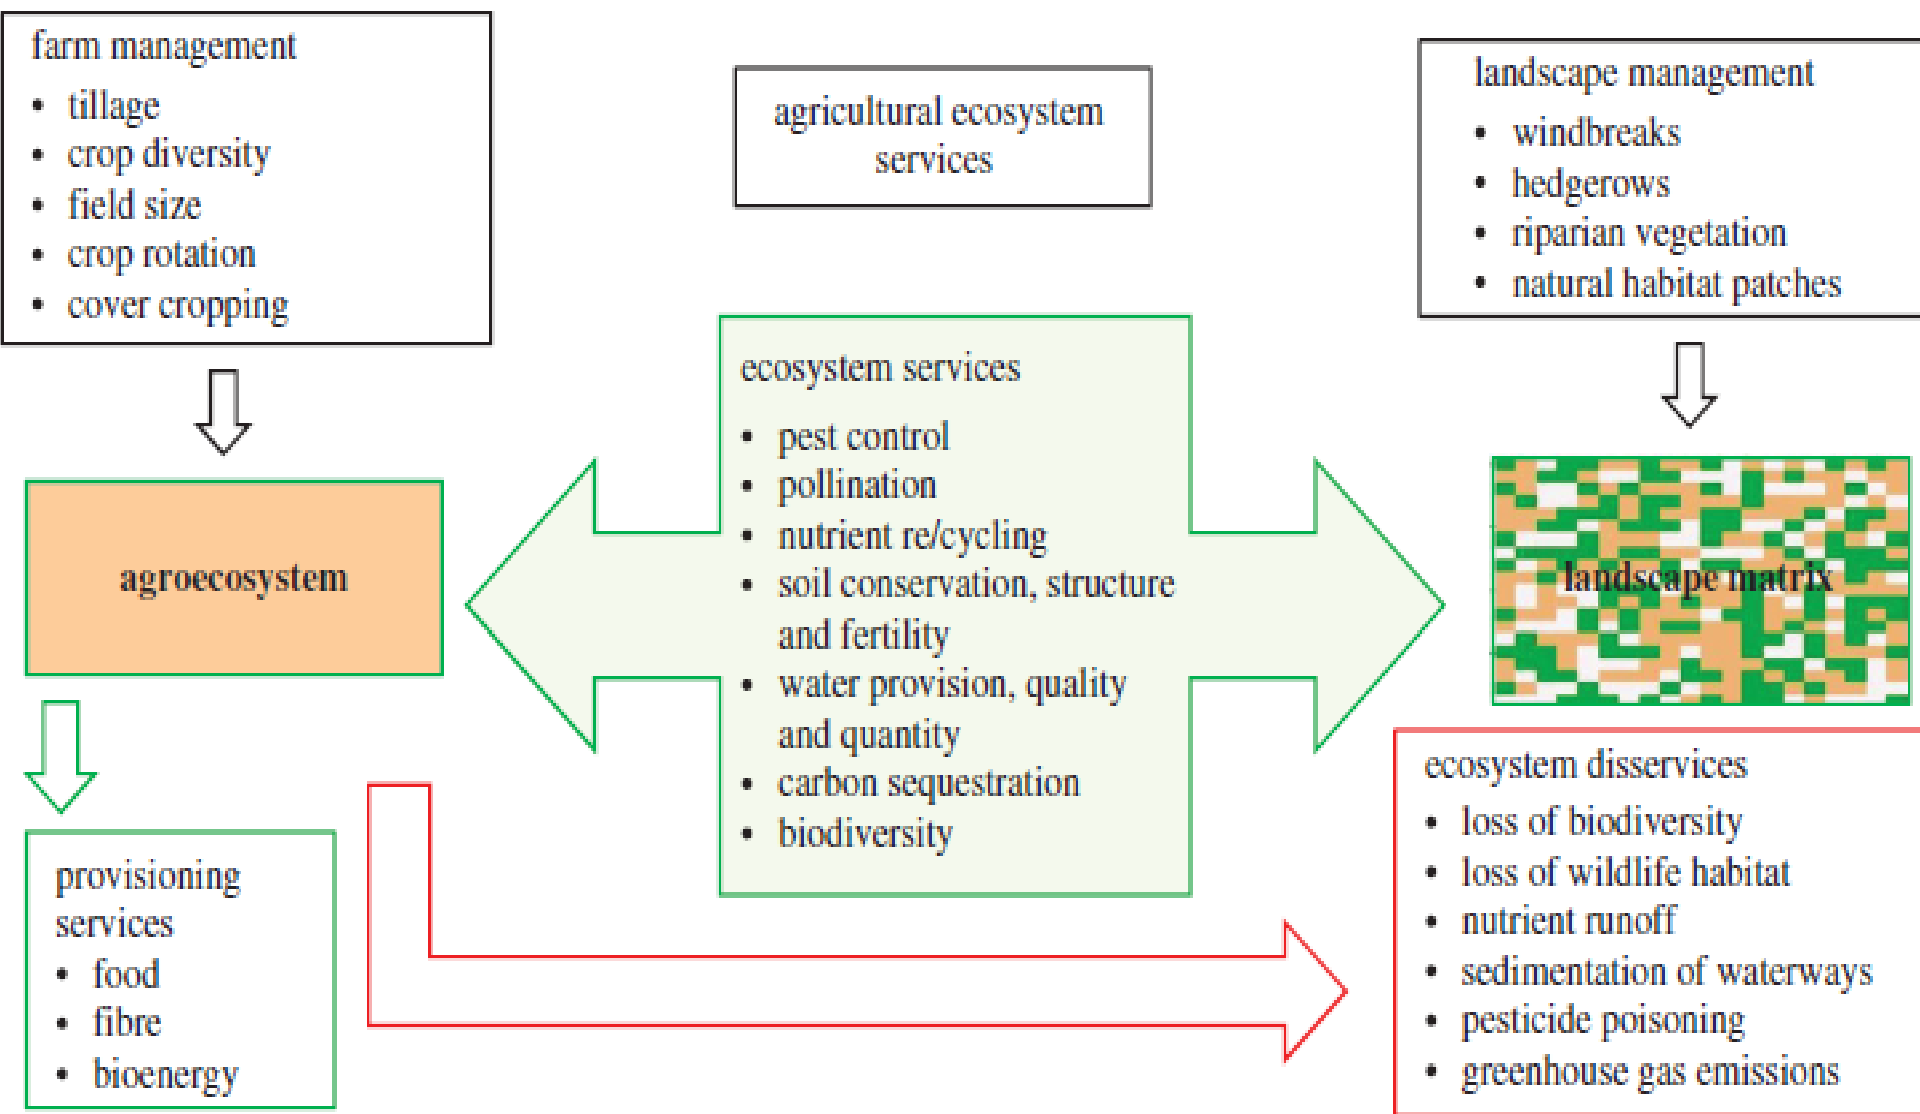 farm management
• tillage
• crop diversity
• field size
• crop rotation
• cover cropping
agricultural ecosystem
services
landscape management
• windbreaks
• hedgerows
• riparian vegetation
• natural habitat patches
ecosystem services
• pest control
• pollination
• nutrient re/cycling
• soil conservation, structure
and fertility
• water provision, quality
and quantity
• carbon sequestration
• biodiversity
agroecosystem
landscape matrix
provisioning
services
• food
• fibre
• bioenergy
ecosystem disservices
• loss of biodiversity
• loss of wildlife habitat
• nutrient runoff
• sedimentation of waterways
• pesticide poisoning
• greenhouse gas emissions